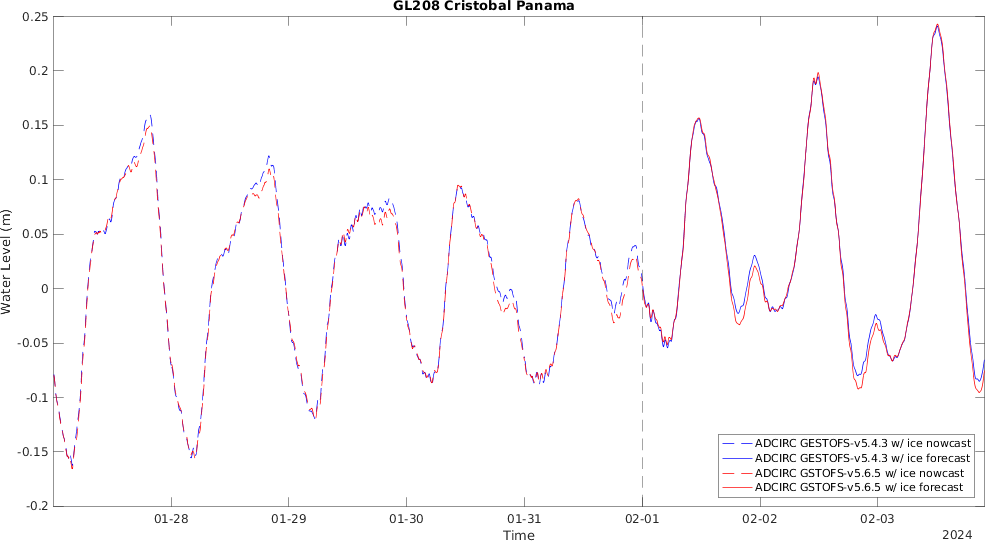 GL208 Cristobal Panama
0.25
0.2
0.15
0.1
0.05
0
-0.05
-0.1
-0.15
-0.2
Water Level (m)
01-28
01-29
01-30
01-31
02-01
02-02
02-03
Time
2024
ADCIRC GESTOFS-v5.4.3 w/ ice nowcast
ADCIRC GESTOFS-v5.4.3 w/ ice forecast
ADCIRC GSTOFS-v5.6.5 w/ ice nowcast
ADCIRC GSTOFS-v5.6.5 w/ ice forecast